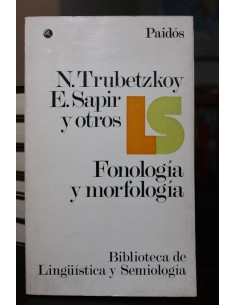 Paidós
N. Trubetzkoy
E. Sapir
y otros
LS
Fonología
y morfología
Biblioteca de
Lingüística y Semiología